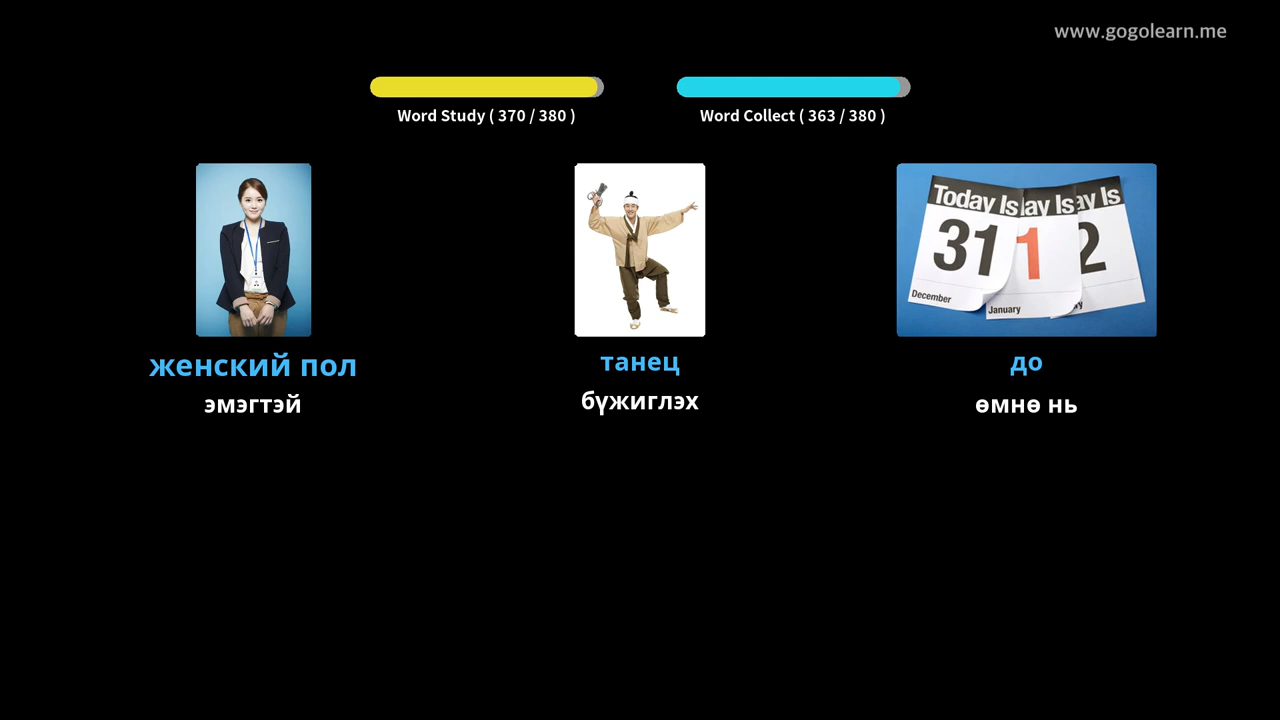 www.gogolearn.me
Word Study ( 370 / 380 )
Word Collect ( 363 / 380 )
Today Is
ay Is
ay Is
31
1
2
December
January
ry
женский пол
танец
до
эмэгтэй
бүжиглэх
өмнө нь